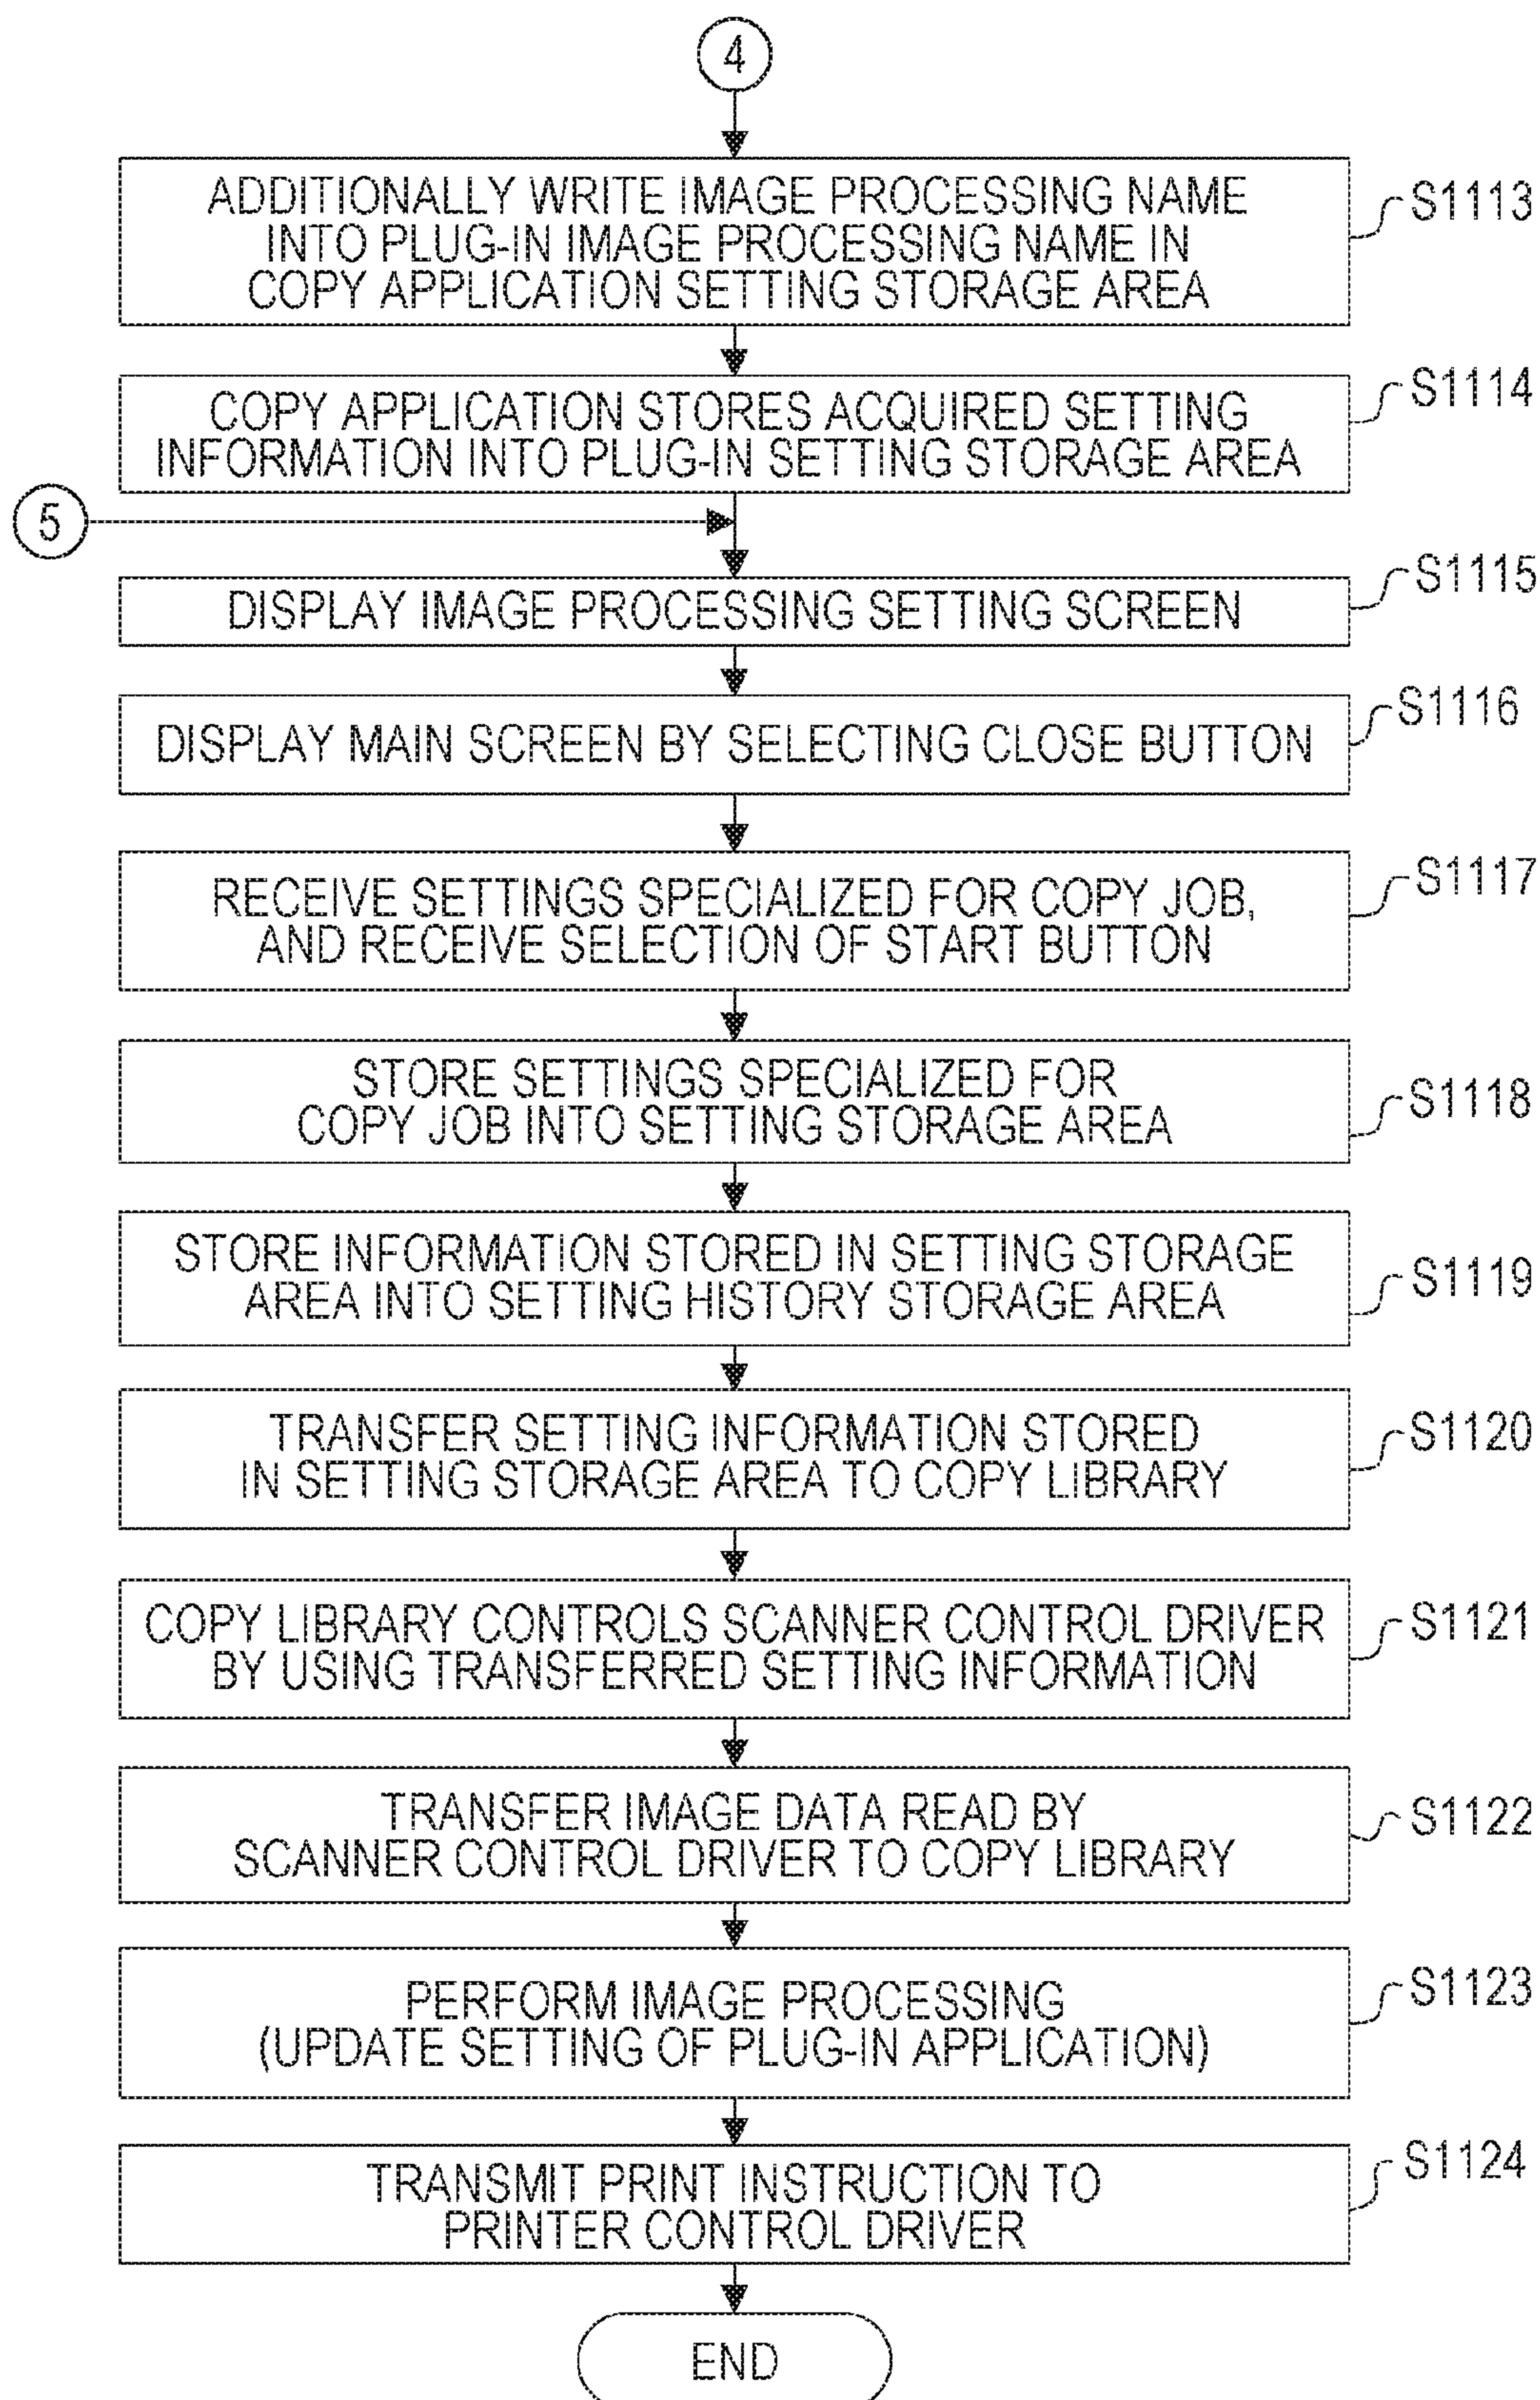 4
ADDITIONALLY WRITE IMAGE PROCESSING NAME
INTO PLUG-IN IMAGE PROCESSING NAME IN
COPY APPLICATION SETTING STORAGE AREA
S1113
COPY APPLICATION STORES ACQUIRED SETTING
INFORMATION INTO PLUG-IN SETTING STORAGE AREA
S1114
5
DISPLAY IMAGE PROCESSING SETTING SCREEN
S1115
DISPLAY MAIN SCREEN BY SELECTING CLOSE BUTTON
S1116
RECEIVE SETTINGS SPECIALIZED FOR COPY JOB,
AND RECEIVE SELECTION OF START BUTTON
S1117
STORE SETTINGS SPECIALIZED FOR
COPY JOB INTO SETTING STORAGE AREA
S1118
STORE INFORMATION STORED IN SETTING STORAGE
AREA INTO SETTING HISTORY STORAGE AREA
S1119
TRANSFER SETTING INFORMATION STORED
IN SETTING STORAGE AREA TO COPY LIBRARY
S1120
COPY LIBRARY CONTROLS SCANNER CONTROL DRIVER
BY USING TRANSFERRED SETTING INFORMATION
S1121
TRANSFER IMAGE DATA READ BY
SCANNER CONTROL DRIVER TO COPY LIBRARY
S1122
PERFORM IMAGE PROCESSING
(UPDATE SETTING OF PLUG-IN APPLICATION)
S1123
TRANSMIT PRINT INSTRUCTION TO
PRINTER CONTROL DRIVER
S1124
END